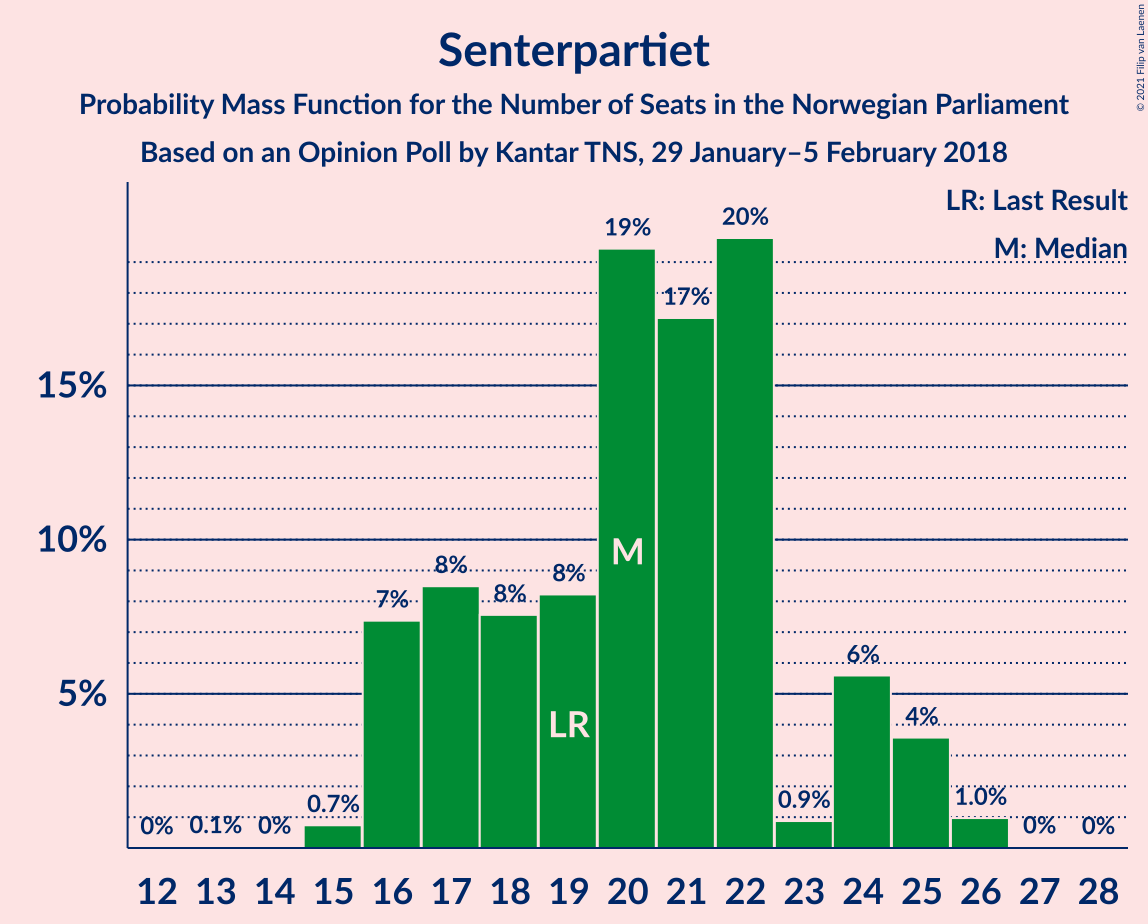 Senterpartiet
Probability Mass Function for the Number of Seats in the Norwegian Parliament
Based on an Opinion Poll by Kantar TNS, 29 January–5 February 2018
© 2021 Filip van Laenen
LR: Last Result
M: Median
15%
10%
5%
0%
0.1%
0%
0.7%
7%
8%
8%
8%
19%
17%
20%
0.9%
6%
4%
1.0%
0%
0%
LR
M
12 13 14 15 16 17 18 19 20 21 22 23 24 25 26 27 28